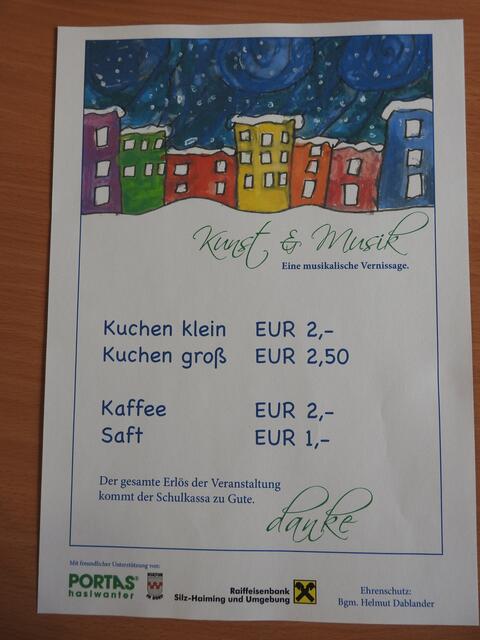 Kunst & Musik
Eine musikalische Vernissage.
Kuchen klein EUR 2,-
Kuchen groß EUR 2,50
Kaffee EUR 2,-
Saft EUR 1,-
Der gesamte Erlös der Veranstaltung
kommt der Schulkassa zu Gute.
danke
Mit freundlicher Unterstützung von:
PORTAS®
haslwanter
Raiffeisenbank
Silz-Haiming und Umgebung
Ehrenschutz:
Bgm. Helmut Dablander